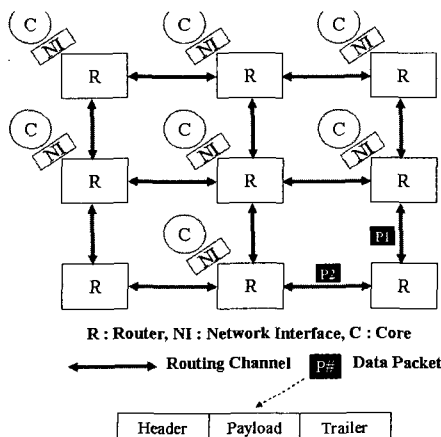 C C C
NI NI NI
R R R
C C C
NI NI NI
R R R
C
NI
P1
P2
R R R
R : Router, NI : Network Interface, C : Core
Routing Channel P# Data Packet
Header Payload Trailer